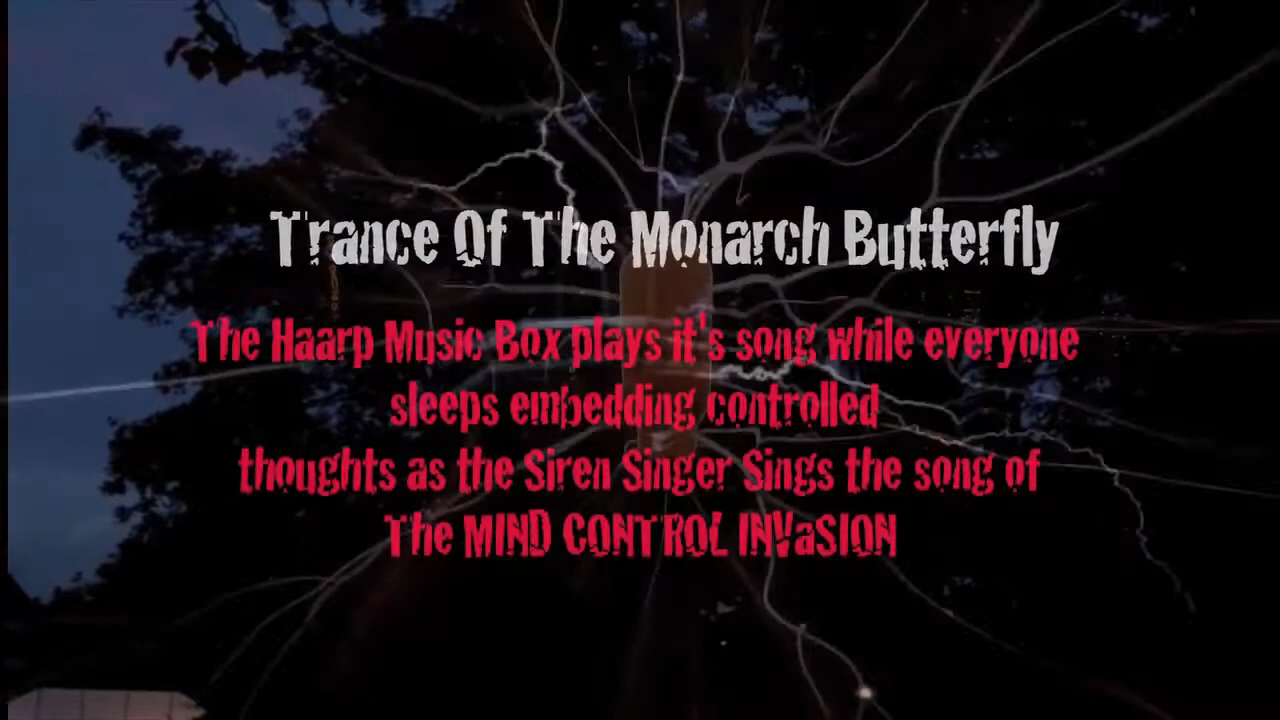 Trance Of The Monarch Butterfly
The Haarp Music Box plays it's song while everyone
sleeps embedding controlled
thoughts as the Siren Singer Sings the song of
The MIND CONTROL INVaSION